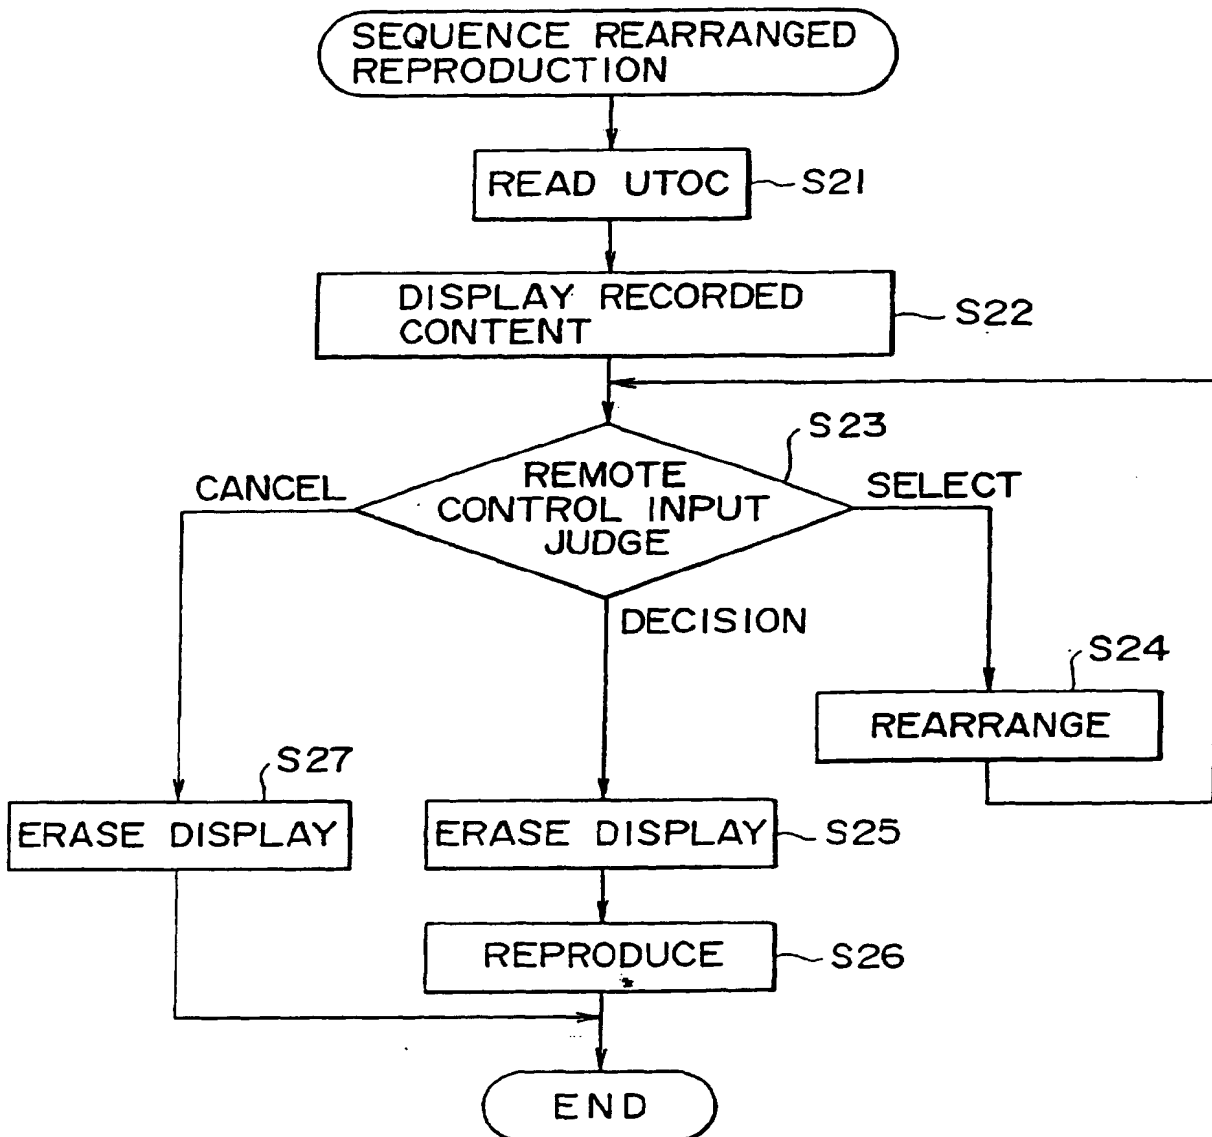 SEQUENCE REARRANGED
REPRODUCTION
READ UTOC
S21
DISPLAY RECORDED
CONTENT
S22
S23
REMOTE
CONTROL INPUT
JUDGE
CANCEL
SELECT
DECISION
S24
REARRANGE
S27
ERASE DISPLAY
ERASE DISPLAY
S25
REPRODUCE
S26
END